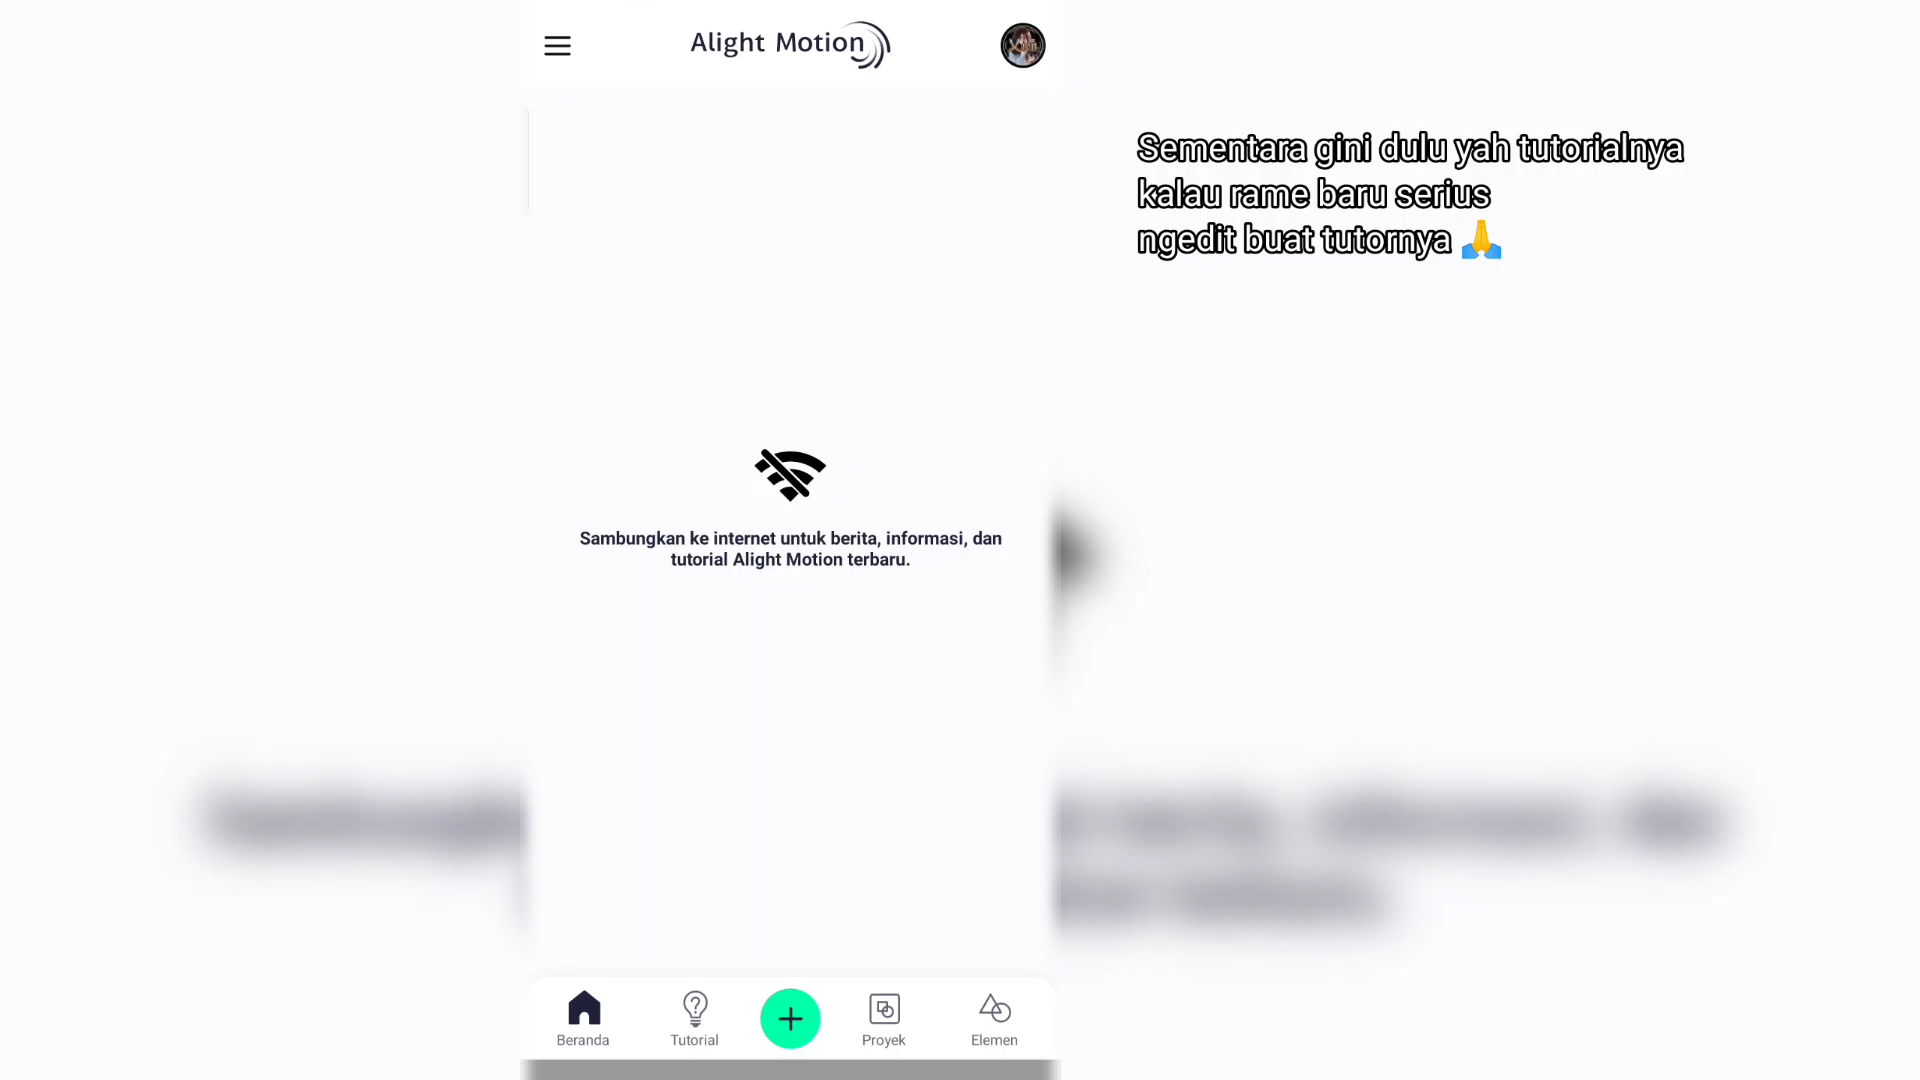 Alight Motion
Sementara gini dulu yah tutorialnya
kalau rame baru serius
ngedit buat tutornya 🙏
Sambungkan ke internet untuk berita, informasi, dan
tutorial Alight Motion terbaru.
Beranda
Tutorial
Proyek
Elemen